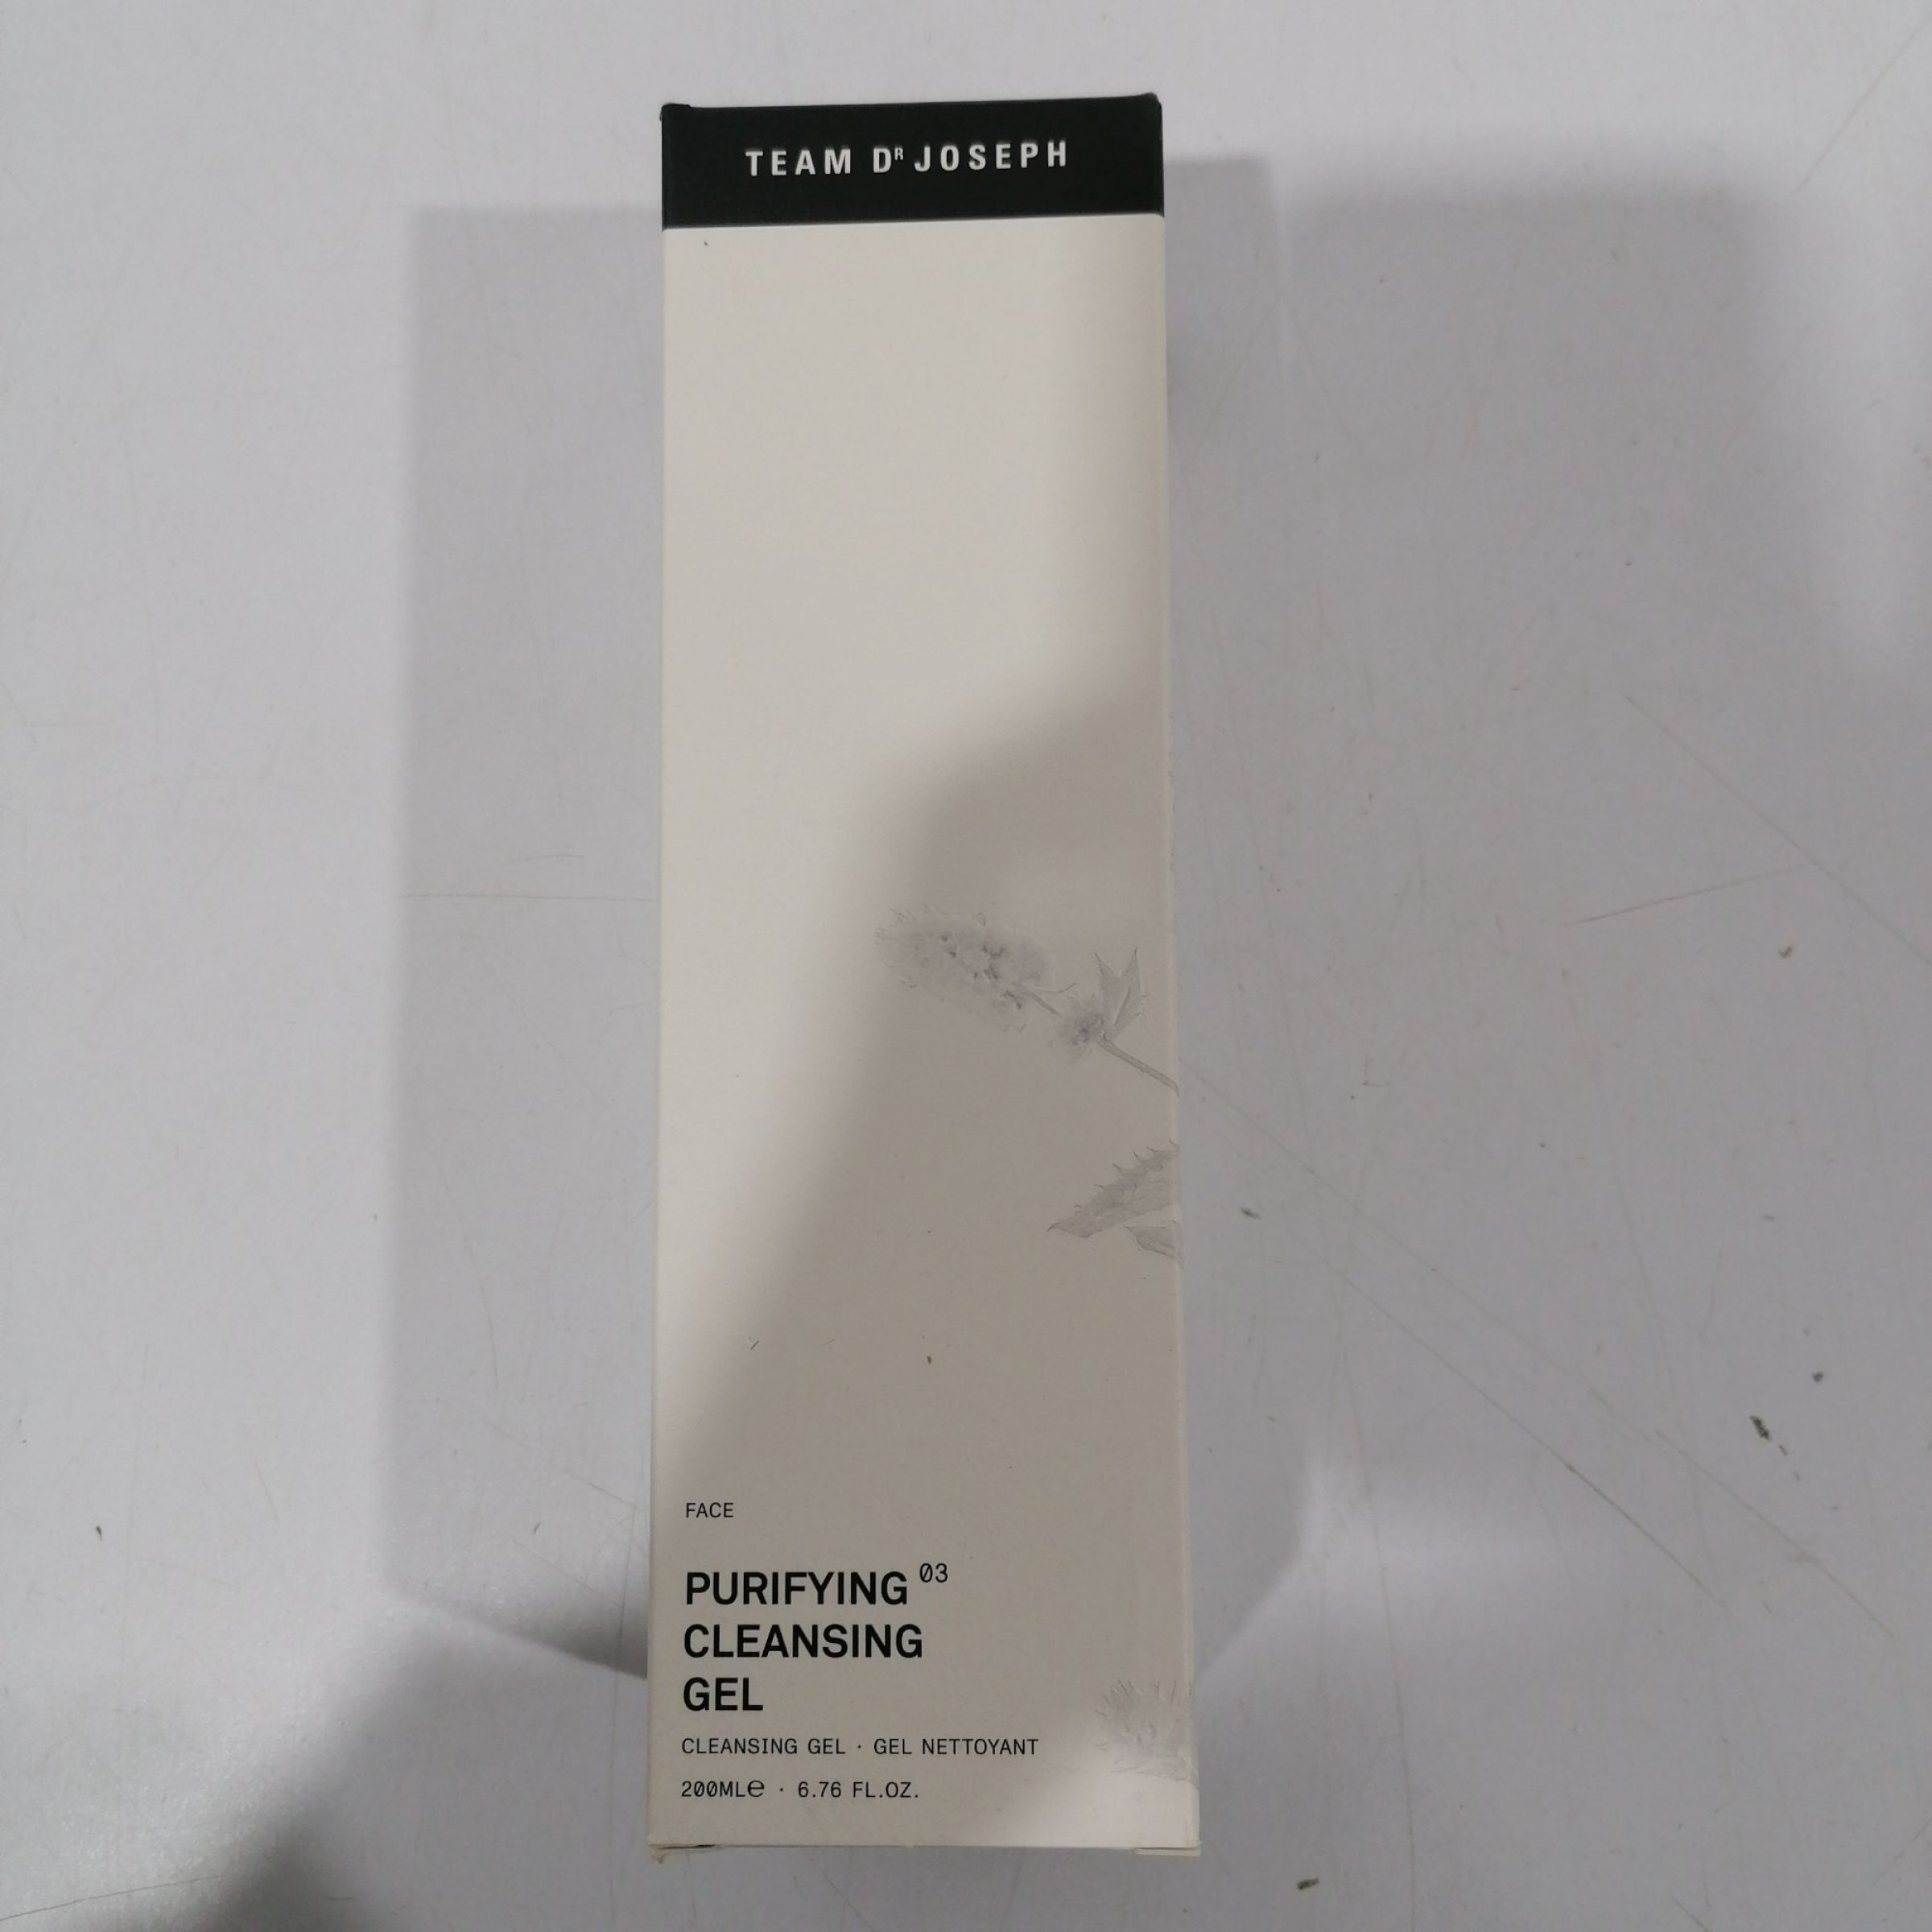 TEAM Dᴿ JOSEPH
FACE
PURIFYING 03
CLEANSING
GEL
CLEANSING GEL · GEL NETTOYANT
200ML℮ · 6.76 FL.OZ.